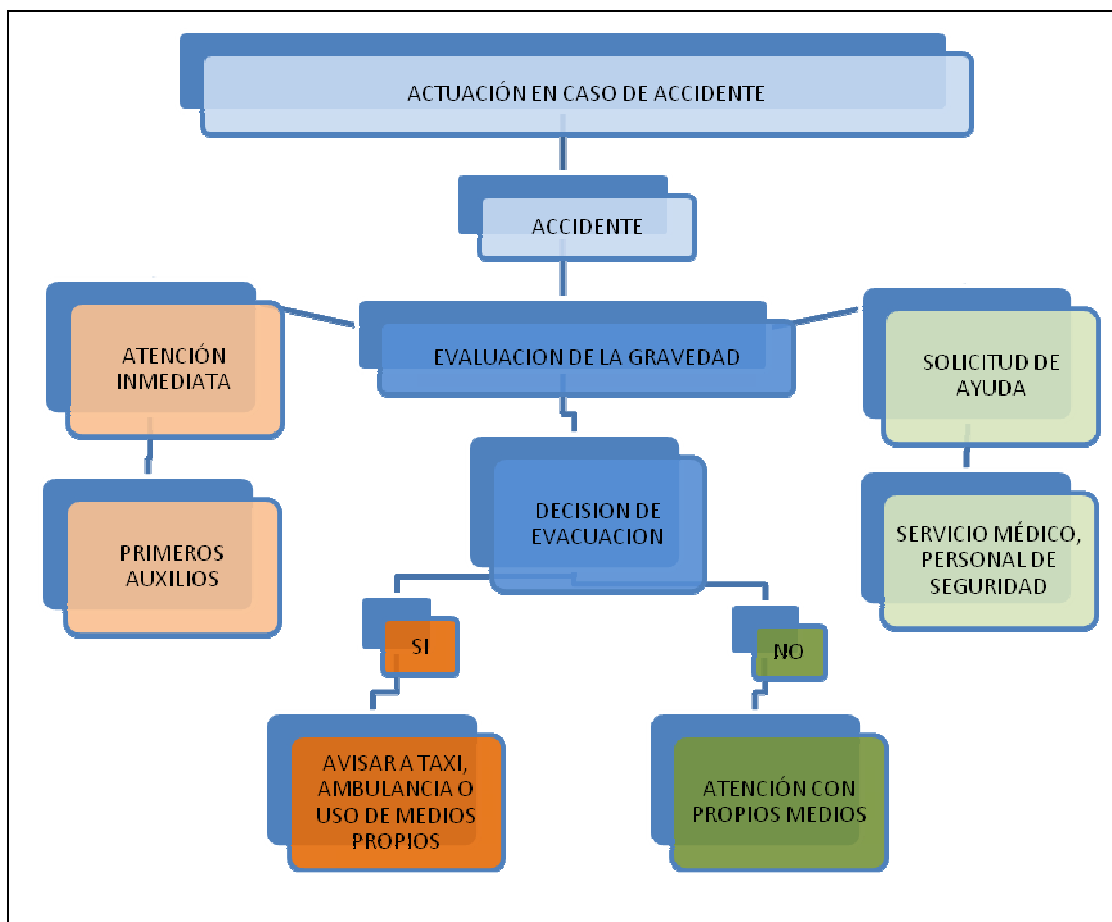 ACTUACIÓN EN CASO DE ACCIDENTE
ACCIDENTE
ATENCIÓN
INMEDIATA
EVALUACION DE LA GRAVEDAD
SOLICITUD DE
AYUDA
PRIMEROS
AUXILIOS
DECISION DE
EVACUACION
SERVICIO MÉDICO,
PERSONAL DE
SEGURIDAD
SI
NO
AVISAR A TAXI,
AMBULANCIA O
USO DE MEDIOS
PROPIOS
ATENCIÓN CON
PROPIOS MEDIOS